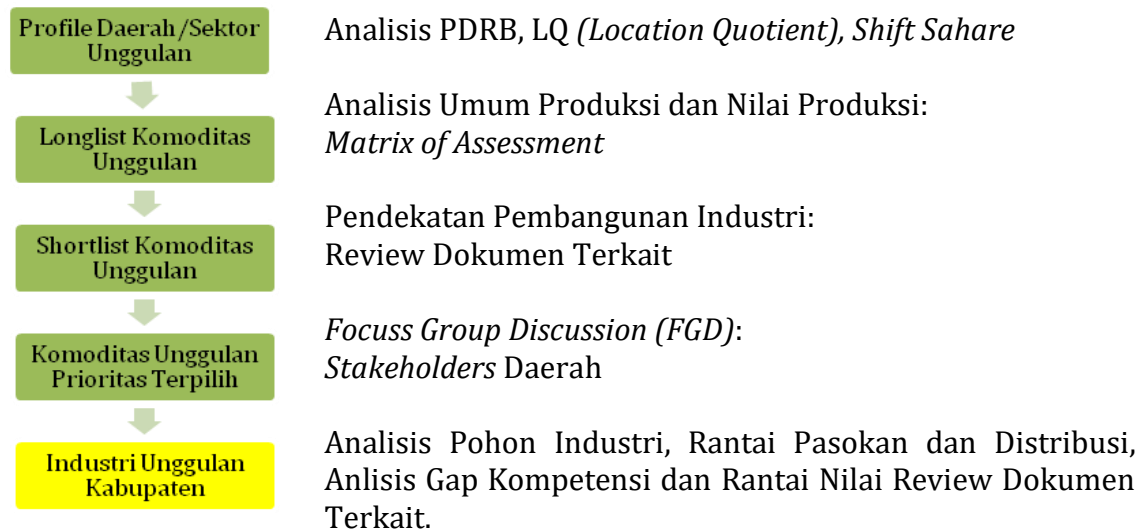 Profile Daerah /Sektor
Unggulan
Analisis PDRB, LQ (Location Quotient), Shift Sahare
Longlist Komoditas
Unggulan
Analisis Umum Produksi dan Nilai Produksi:
Matrix of Assessment
Shortlist Komoditas
Unggulan
Pendekatan Pembangunan Industri:
Review Dokumen Terkait
Komoditas Unggulan
Prioritas Terpilih
Focuss Group Discussion (FGD):
Stakeholders Daerah
Industri Unggulan
Kabupaten
Analisis Pohon Industri, Rantai Pasokan dan Distribusi,
Anlisis Gap Kompetensi dan Rantai Nilai Review Dokumen
Terkait.